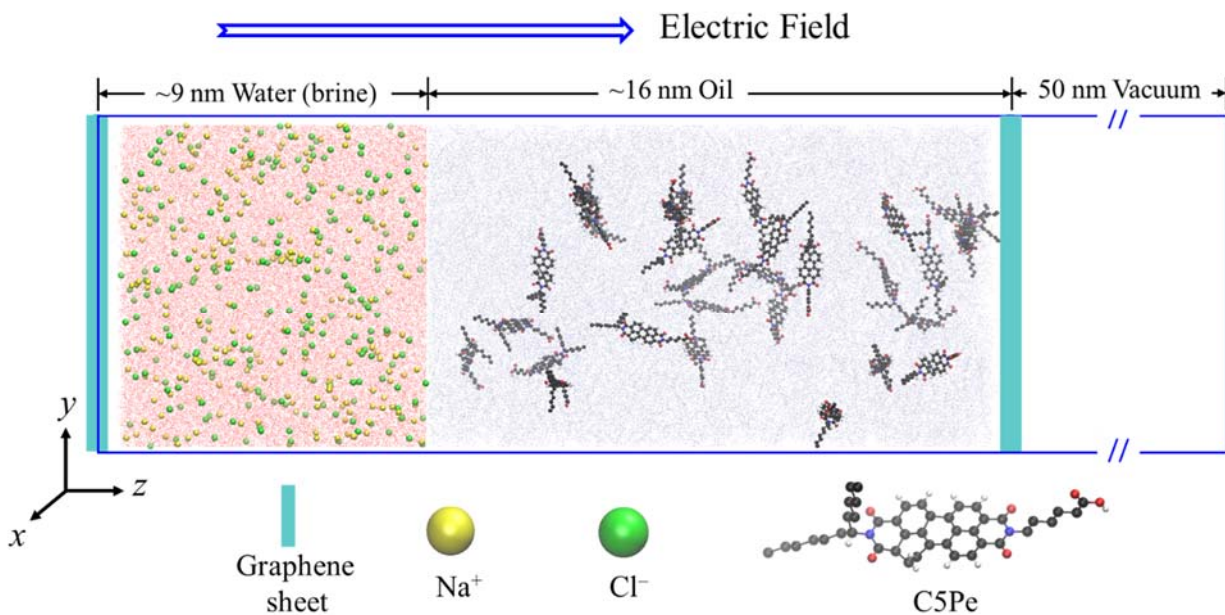 Electric Field
~9 nm Water (brine)
~16 nm Oil
50 nm Vacuum
//
//
y
z
x
Graphene
sheet
Na⁺
Cl⁻
C5Pe